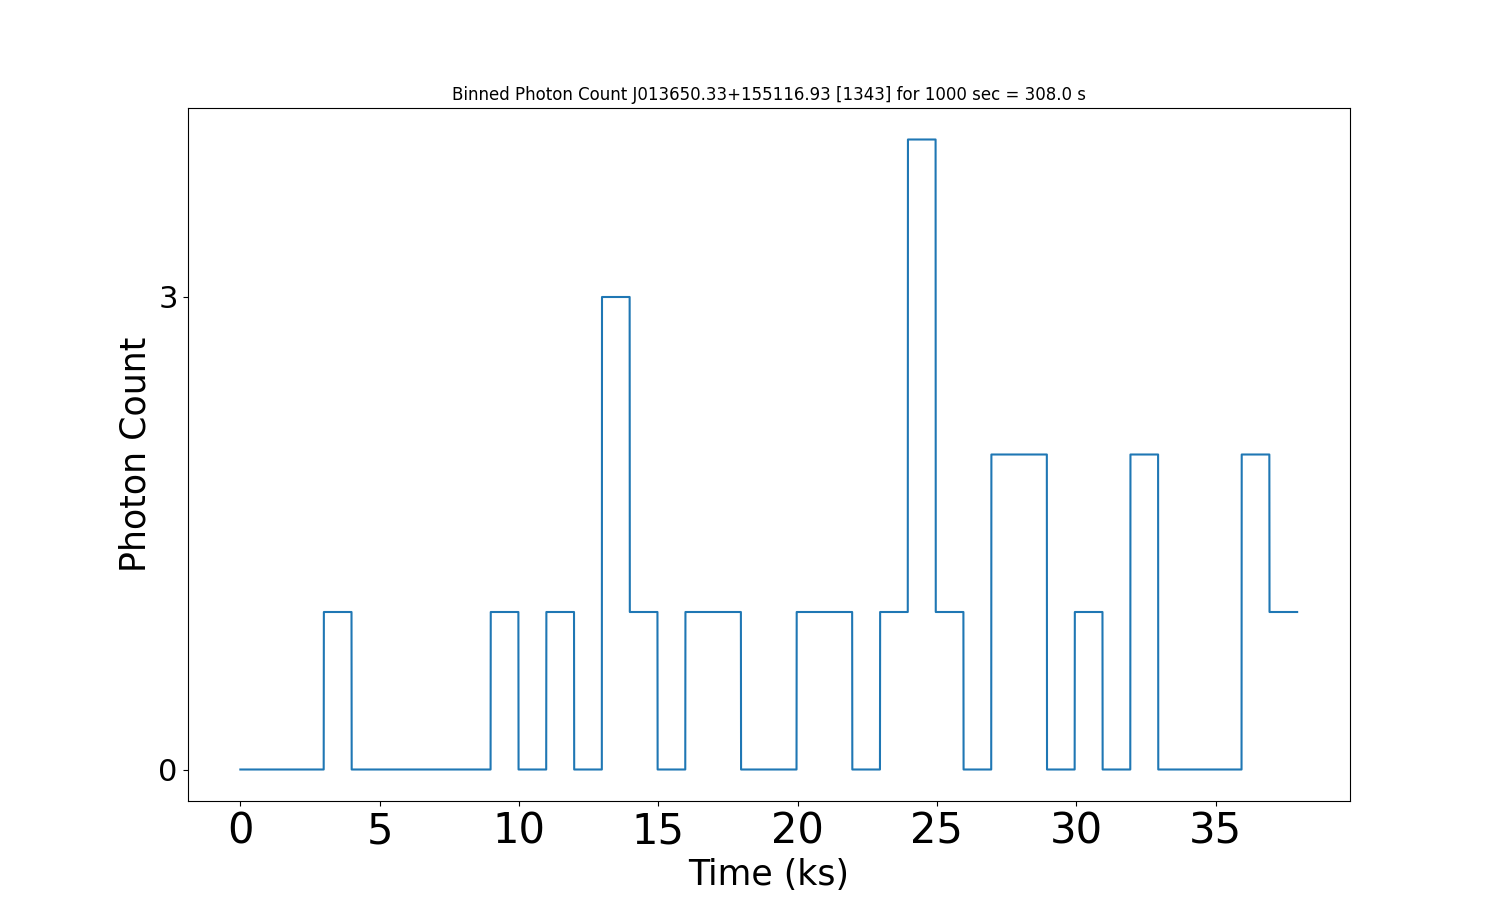 Binned Photon Count J013650.33+155116.93 [1343] for 1000 sec = 308.0 s
3
0
Photon Count
0 5 10 15 20 25 30 35
Time (ks)